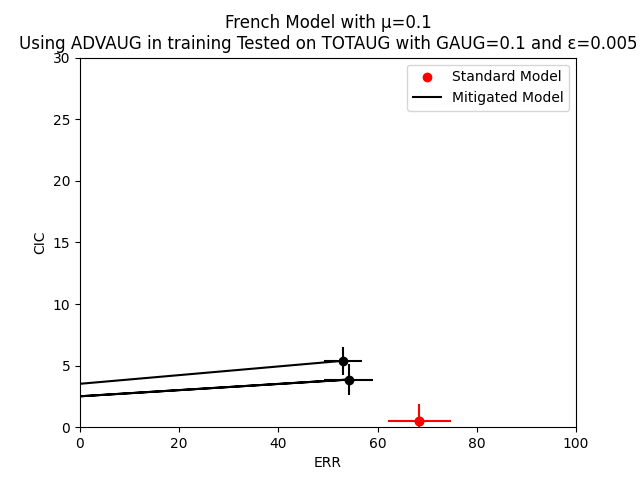 French Model with μ=0.1
Using ADVAUG in training Tested on TOTAUG with GAUG=0.1 and ε=0.005
Standard Model
Mitigated Model
30
25
20
15
10
5
0
CIC
0 20 40 60 80 100
ERR